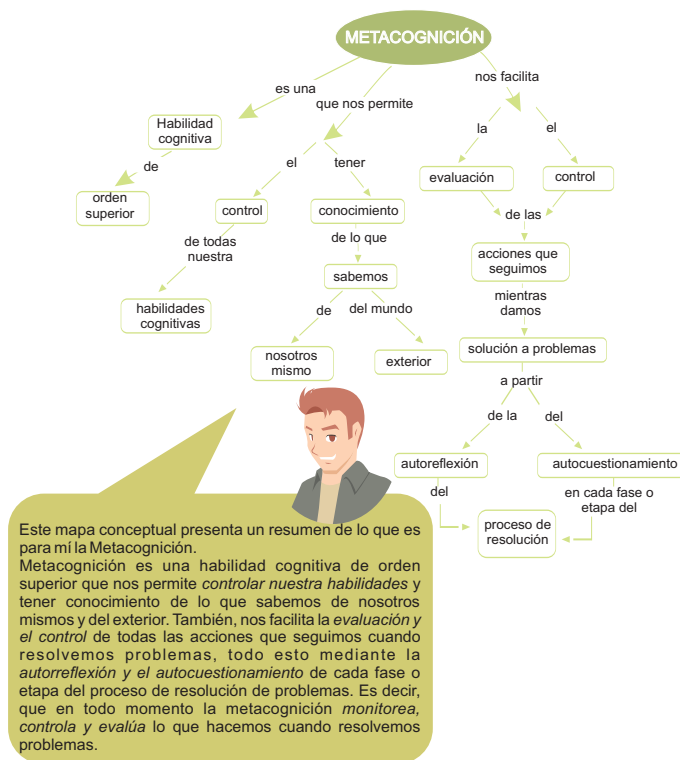 METACOGNICIÓN
es una
que nos permite
nos facilita
Habilidad
cognitiva
de
orden
superior
el
tener
control
conocimiento
de todas
nuestra
habilidades
cognitivas
de lo que
sabemos
de
del mundo
nosotros
mismo
exterior
la
el
evaluación
control
de las
acciones que
seguimos
mientras
damos
solución a problemas
a partir
de la
del
autoreflexión
autocuestionamiento
del
en cada fase o
etapa del
proceso de
resolución
Este mapa conceptual presenta un resumen de lo que es
para mí la Metacognición.
Metacognición es una habilidad cognitiva de orden
superior que nos permite controlar nuestra habilidades y
tener conocimiento de lo que sabemos de nosotros
mismos y del exterior. También, nos facilita la evaluación y
el control de todas las acciones que seguimos cuando
resolvemos problemas, todo esto mediante la
autorreflexión y el autocuestionamiento de cada fase o
etapa del proceso de resolución de problemas. Es decir,
que en todo momento la metacognición monitorea,
controla y evalúa lo que hacemos cuando resolvemos
problemas.